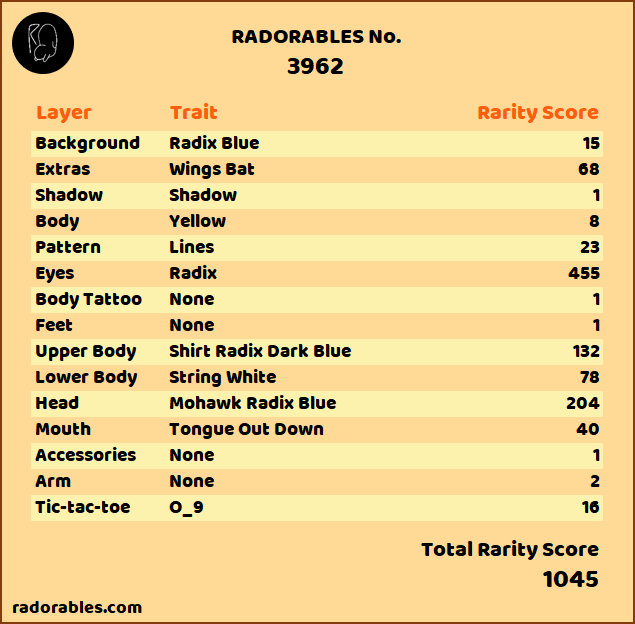 RADORABLES No.
3962
Layer Trait Rarity Score
Background Radix Blue 15
Extras Wings Bat 68
Shadow Shadow 1
Body Yellow 8
Pattern Lines 23
Eyes Radix 455
Body Tattoo None 1
Feet None 1
Upper Body Shirt Radix Dark Blue 132
Lower Body String White 78
Head Mohawk Radix Blue 204
Mouth Tongue Out Down 40
Accessories None 1
Arm None 2
Tic-tac-toe O_9 16
Total Rarity Score
1045
radorables.com